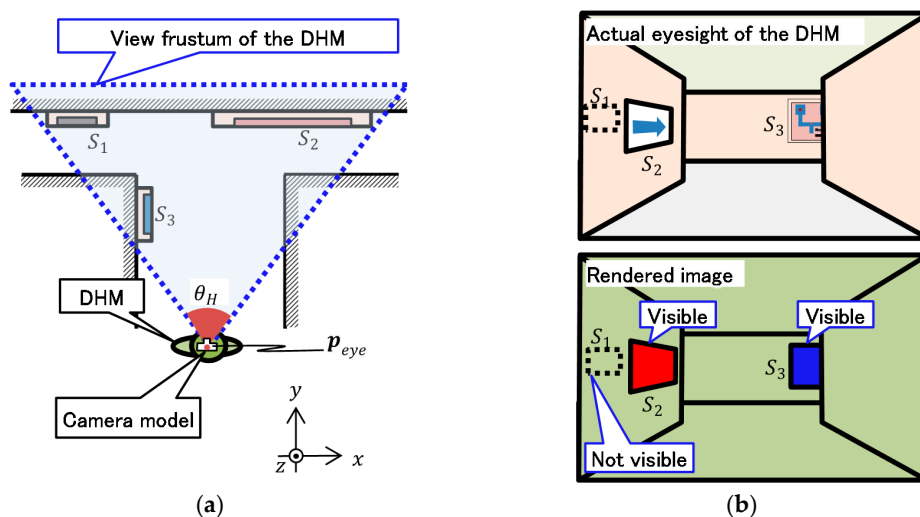 View frustum of the DHM
S1
S2
S3
θH
DHM
peye
Camera model
y
z
x
(a)
Actual eyesight of the DHM
S1
S2
S3
Rendered image
Visible
Visible
S1
S2
S3
Not visible
(b)